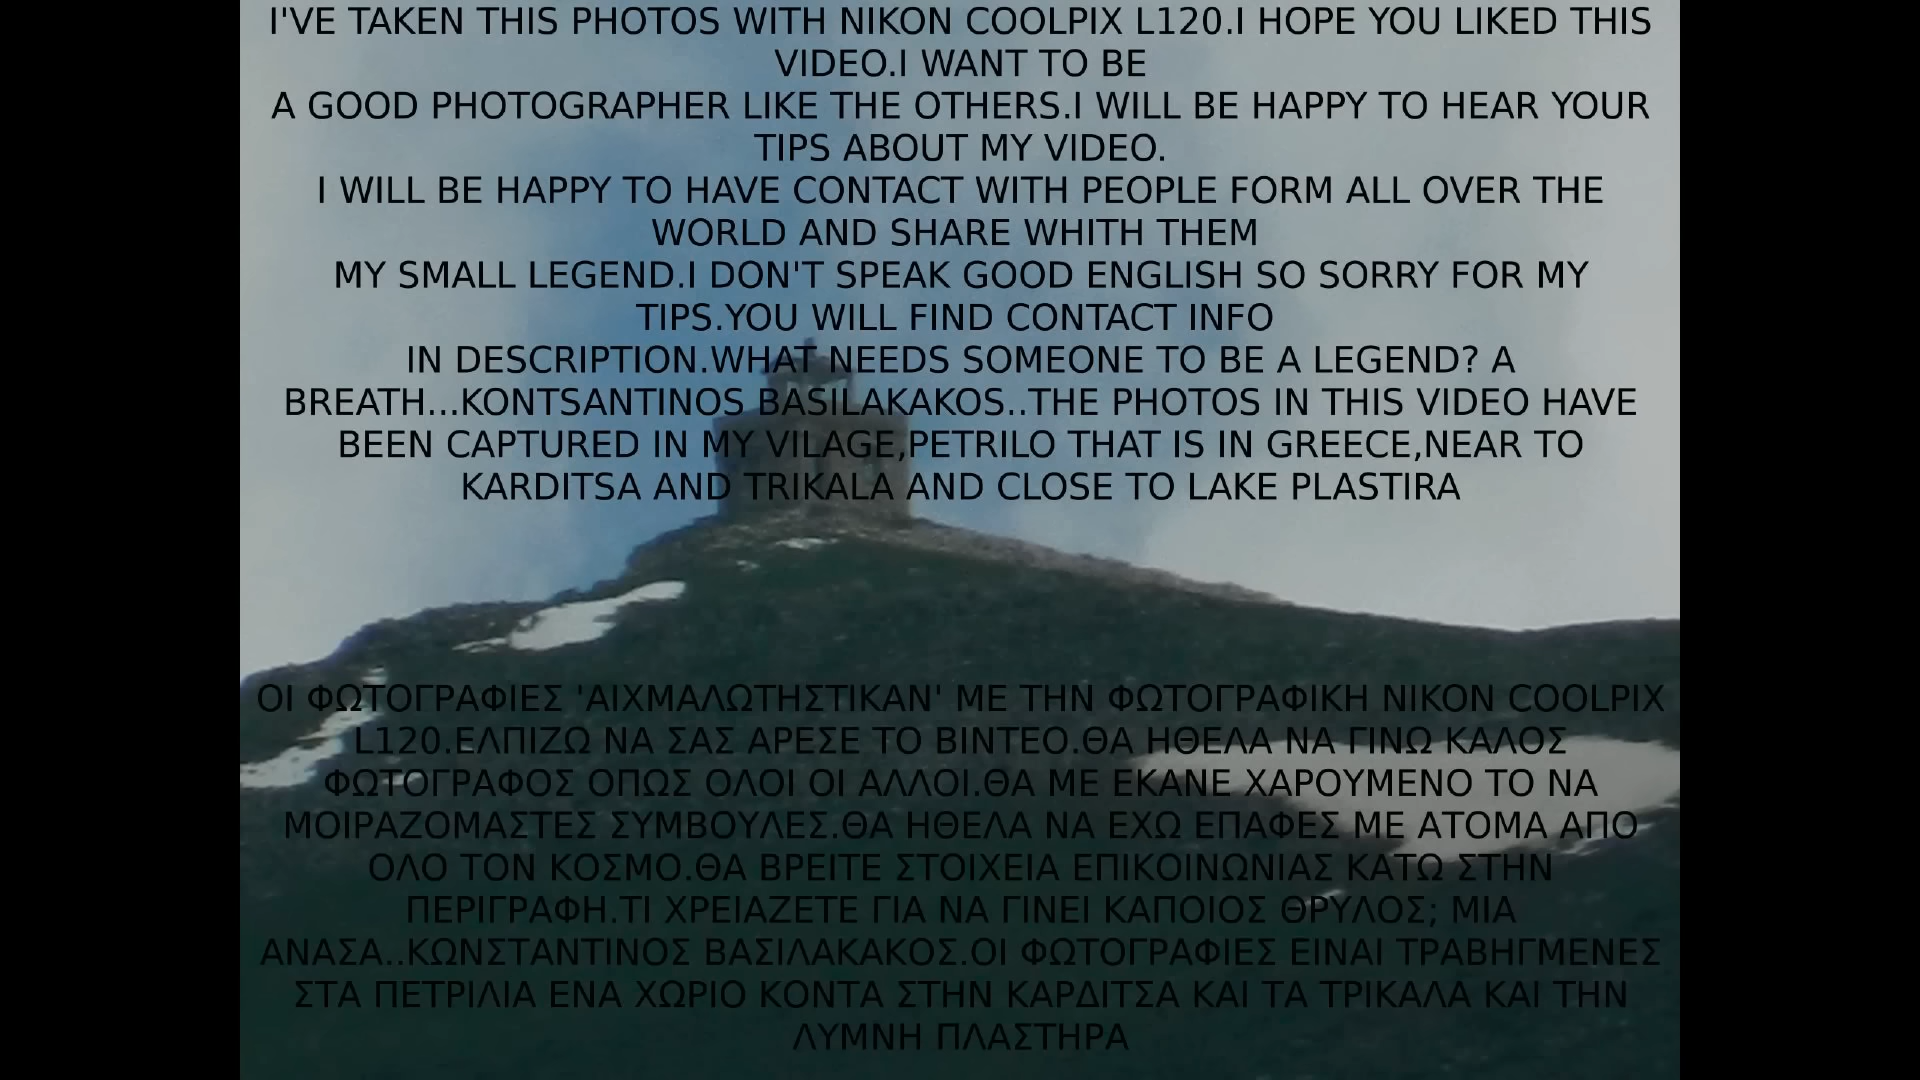 I'VE TAKEN THIS PHOTOS WITH NIKON COOLPIX L120.I HOPE YOU LIKED THIS
VIDEO.I WANT TO BE
A GOOD PHOTOGRAPHER LIKE THE OTHERS.I WILL BE HAPPY TO HEAR YOUR
TIPS ABOUT MY VIDEO.
I WILL BE HAPPY TO HAVE CONTACT WITH PEOPLE FORM ALL OVER THE
WORLD AND SHARE WHITH THEM
MY SMALL LEGEND.I DON'T SPEAK GOOD ENGLISH SO SORRY FOR MY
TIPS.YOU WILL FIND CONTACT INFO
IN DESCRIPTION.WHAT NEEDS SOMEONE TO BE A LEGEND? A
BREATH...KONTSANTINOS BASILAKAKOS..THE PHOTOS IN THIS VIDEO HAVE
BEEN CAPTURED IN MY VILAGE,PETRILO THAT IS IN GREECE,NEAR TO
KARDITSA AND TRIKALA AND CLOSE TO LAKE PLASTIRA
ΟΙ ΦΩΤΟΓΡΑΦΙΕΣ 'ΑΙΧΜΑΛΩΤΗΣΤΙΚΑΝ' ΜΕ ΤΗΝ ΦΩΤΟΓΡΑΦΙΚΗ NIKON COOLPIX
L120.ΕΛΠΙΖΩ ΝΑ ΣΑΣ ΑΡΕΣΕ ΤΟ ΒΙΝΤΕΟ.ΘΑ ΗΘΕΛΑ ΝΑ ΓΙΝΩ ΚΑΛΟΣ
ΦΩΤΟΓΡΑΦΟΣ ΟΠΩΣ ΟΛΟΙ ΟΙ ΑΛΛΟΙ.ΘΑ ΜΕ ΕΚΑΝΕ ΧΑΡΟΥΜΕΝΟ ΤΟ ΝΑ
ΜΟΙΡΑΖΟΜΑΣΤΕΣ ΣΥΜΒΟΥΛΕΣ.ΘΑ ΗΘΕΛΑ ΝΑ ΕΧΩ ΕΠΑΦΕΣ ΜΕ ΑΤΟΜΑ ΑΠΟ
ΟΛΟ ΤΟΝ ΚΟΣΜΟ.ΘΑ ΒΡΕΙΤΕ ΣΤΟΙΧΕΙΑ ΕΠΙΚΟΙΝΩΝΙΑΣ ΚΑΤΩ ΣΤΗΝ
ΠΕΡΙΓΡΑΦΗ.ΤΙ ΧΡΕΙΑΖΕΤΕ ΓΙΑ ΝΑ ΓΙΝΕΙ ΚΑΠΟΙΟΣ ΘΡΥΛΟΣ; ΜΙΑ
ΑΝΑΣΑ..ΚΩΝΣΤΑΝΤΙΝΟΣ ΒΑΣΙΛΑΚΑΚΟΣ.ΟΙ ΦΩΤΟΓΡΑΦΙΕΣ ΕΙΝΑΙ ΤΡΑΒΗΓΜΕΝΕΣ
ΣΤΑ ΠΕΤΡΙΛΙΑ ΕΝΑ ΧΩΡΙΟ ΚΟΝΤΑ ΣΤΗΝ ΚΑΡΔΙΤΣΑ ΚΑΙ ΤΑ ΤΡΙΚΑΛΑ ΚΑΙ ΤΗΝ
ΛΥΜΝΗ ΠΛΑΣΤΗΡΑ